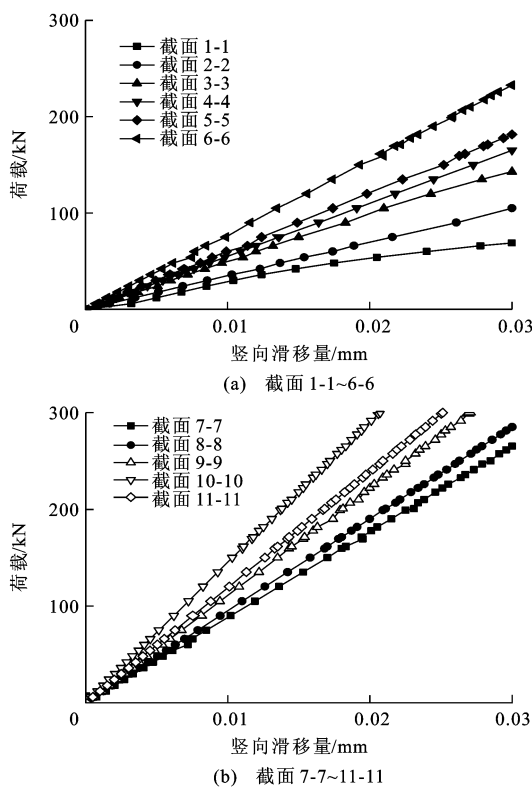 300
200
100
0
荷载/kN
截面 1-1
截面 2-2
截面 3-3
截面 4-4
截面 5-5
截面 6-6
0.01
0.02
0.03
竖向滑移量/mm
(a) 截面 1-1~6-6
300
200
100
0
荷载/kN
截面 7-7
截面 8-8
截面 9-9
截面 10-10
截面 11-11
0.01
0.02
0.03
竖向滑移量/mm
(b) 截面 7-7~11-11